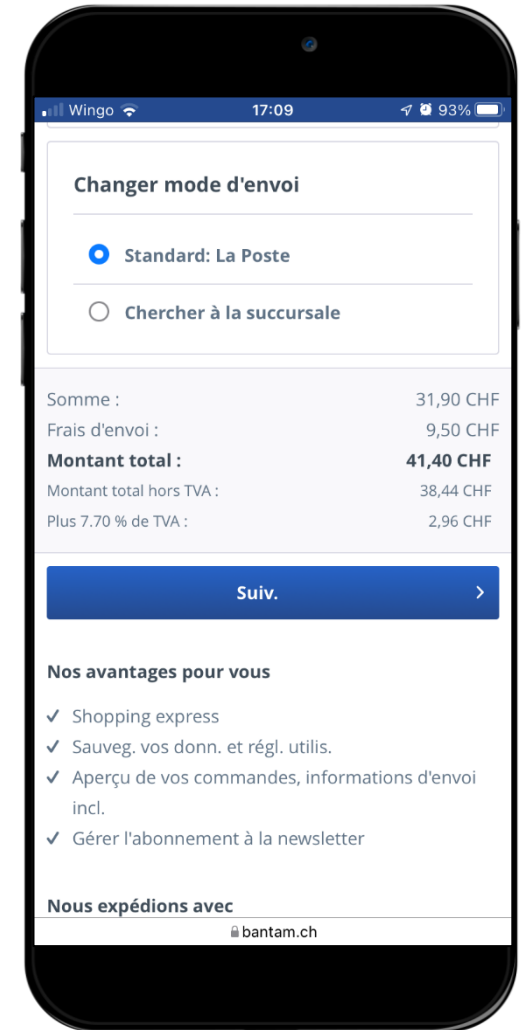 Wingo 17:09 93%
Changer mode d'envoi
Standard: La Poste
Chercher à la succursale
Somme : 31,90 CHF
Frais d'envoi : 9,50 CHF
Montant total : 41,40 CHF
Montant total hors TVA : 38,44 CHF
Plus 7.70 % de TVA : 2,96 CHF
Suiv.
Nos avantages pour vous
Shopping express
Sauveg. vos donn. et régl. utilis.
Aperçu de vos commandes, informations d'envoi
incl.
Gérer l'abonnement à la newsletter
Nous expédions avec
bantam.ch